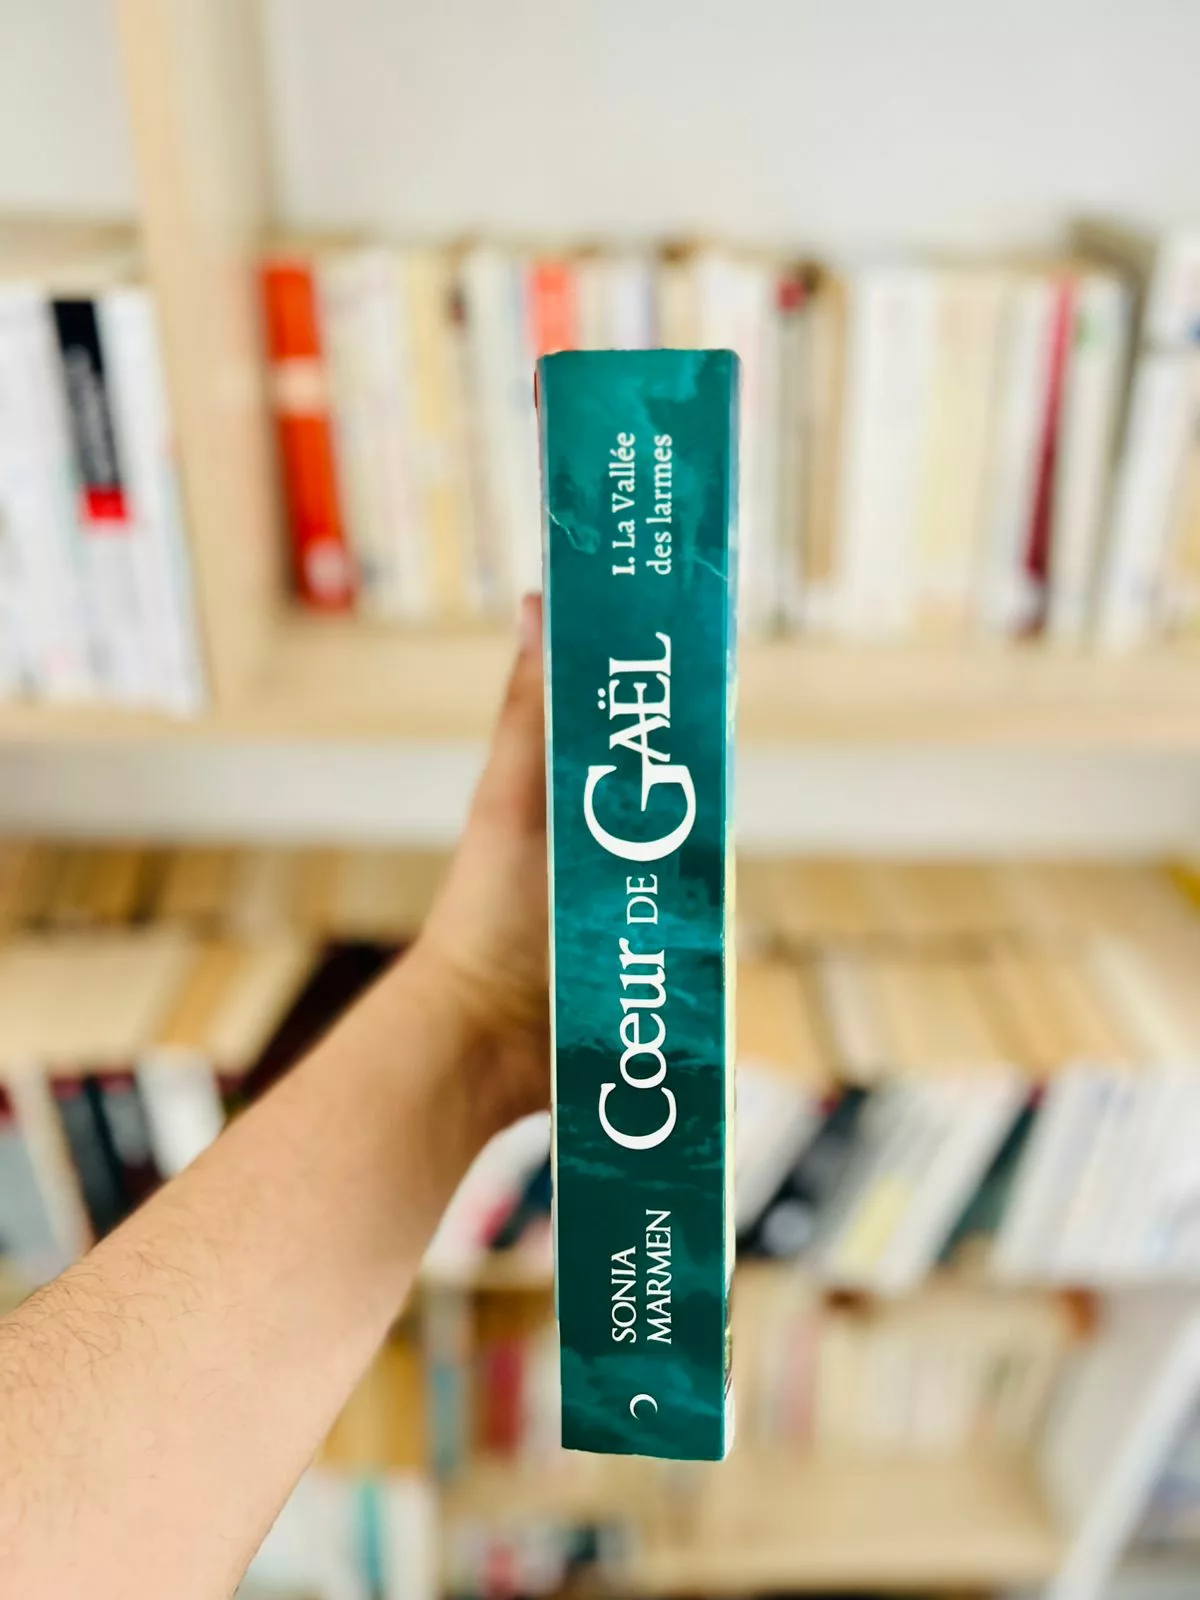 SONIA
MARMEN
Cœur DE GAËL
I. La Vallée
des larmes